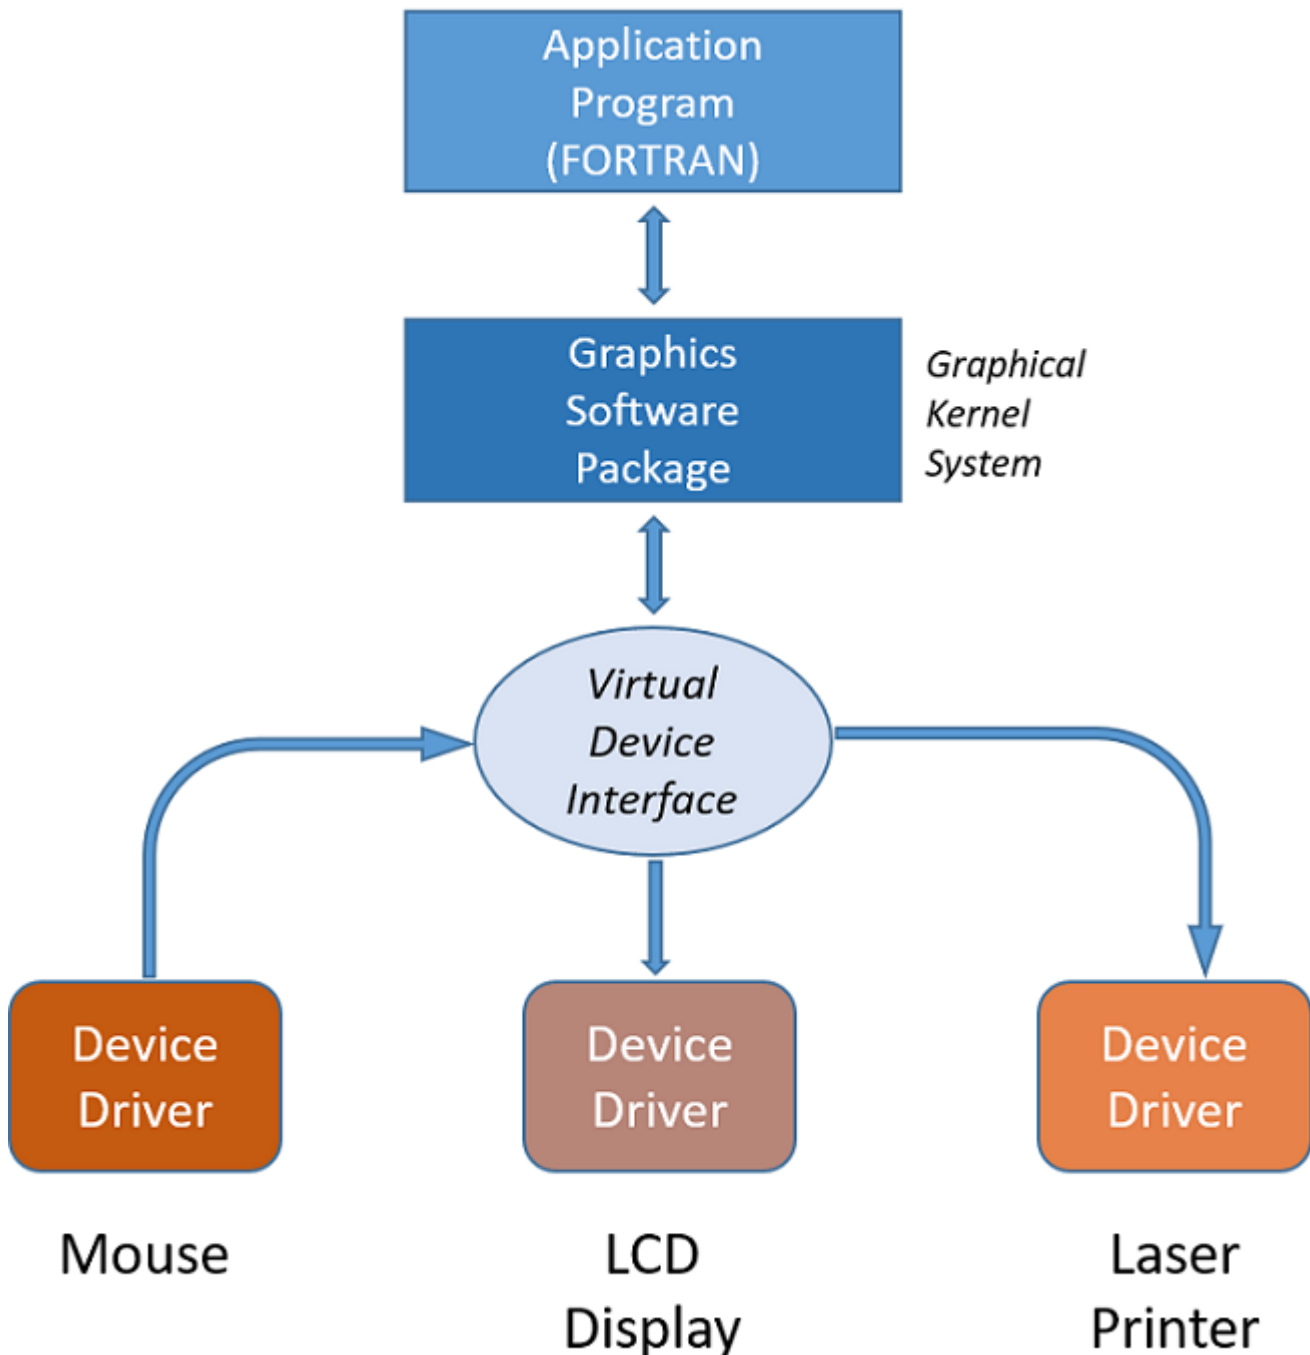 Application
Program
(FORTRAN)
Graphics
Software
Package
Graphical
Kernel
System
Virtual
Device
Interface
Device
Driver
Device
Driver
Device
Driver
Mouse
LCD
Display
Laser
Printer